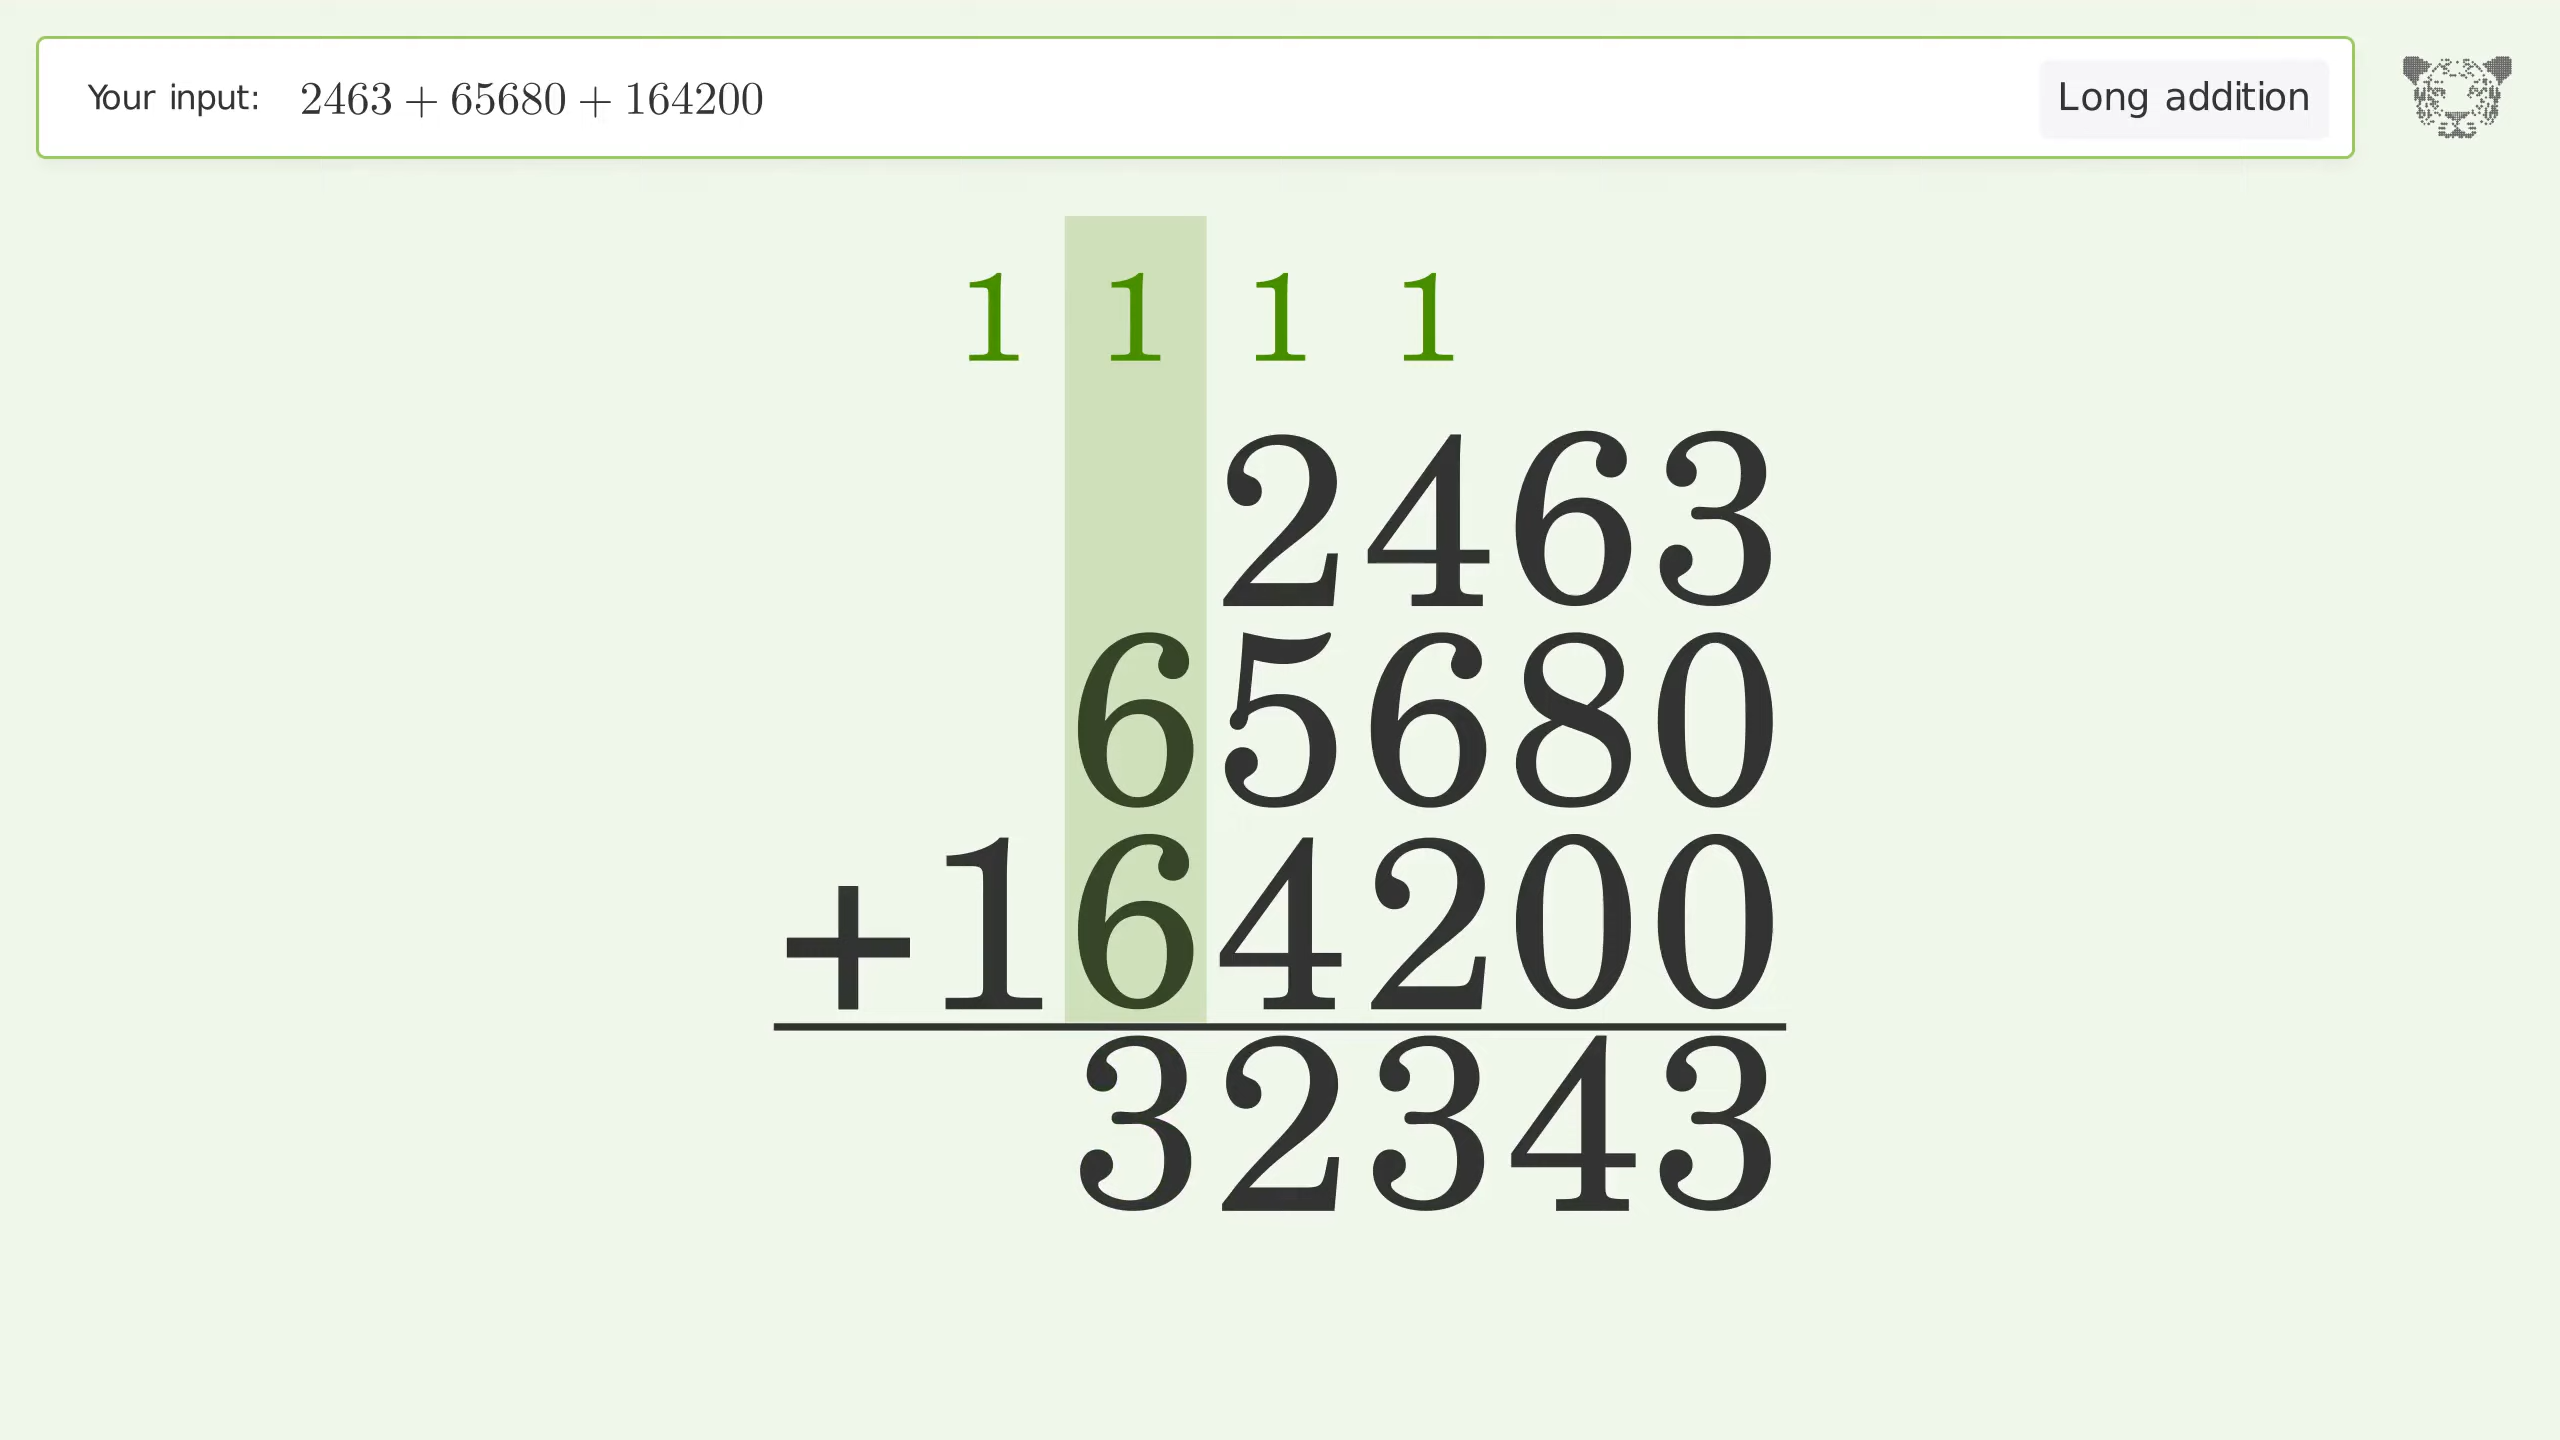 Your input: 2463 + 65680 + 164200 Long addition
1 1 1 1
2463
65680
+164200
32343